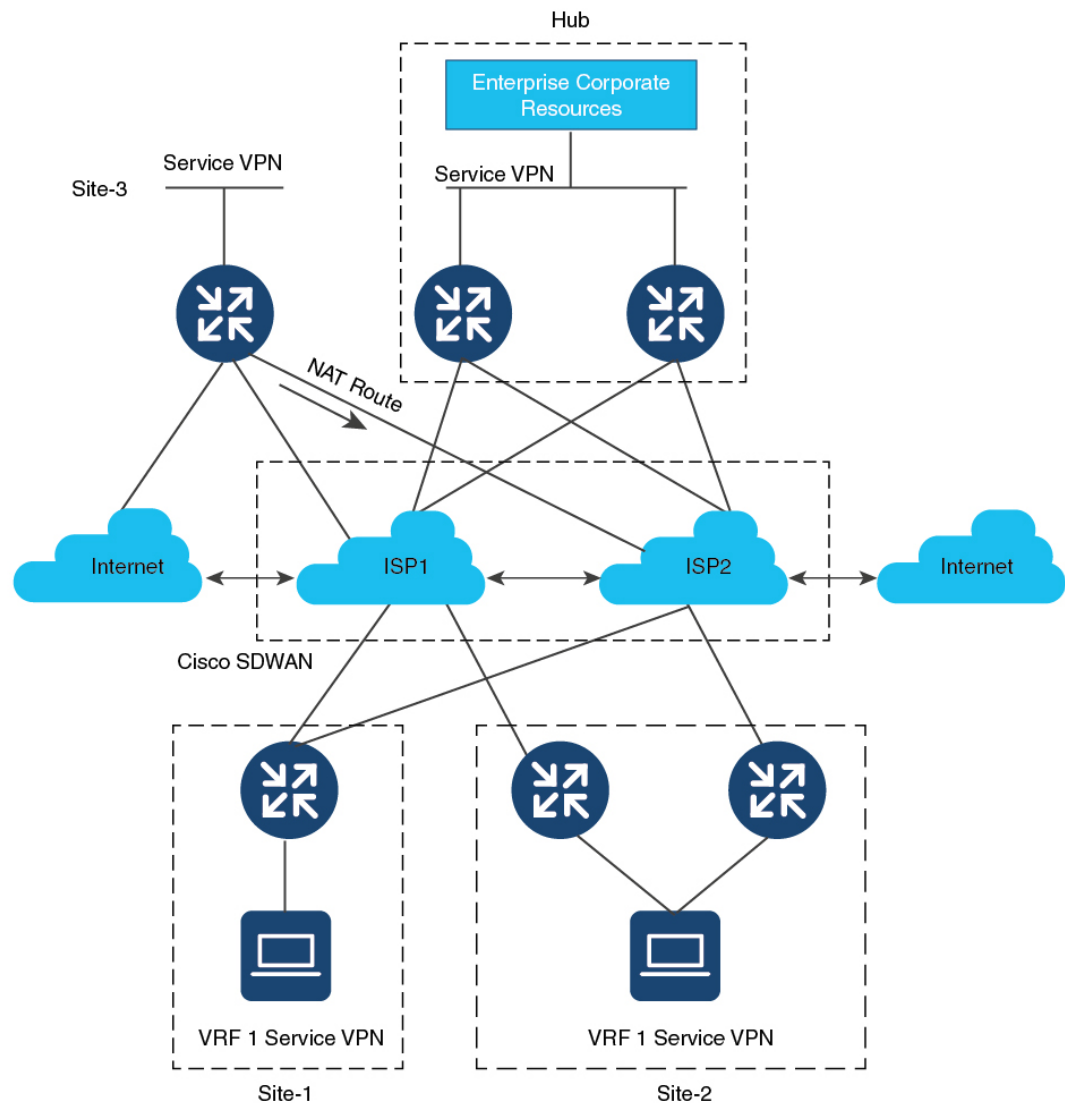 Hub
Enterprise Corporate
Resources
Service VPN
Site-3
Service VPN
NAT Route
Internet
ISP1
ISP2
Internet
Cisco SDWAN
VRF 1 Service VPN
VRF 1 Service VPN
Site-1
Site-2